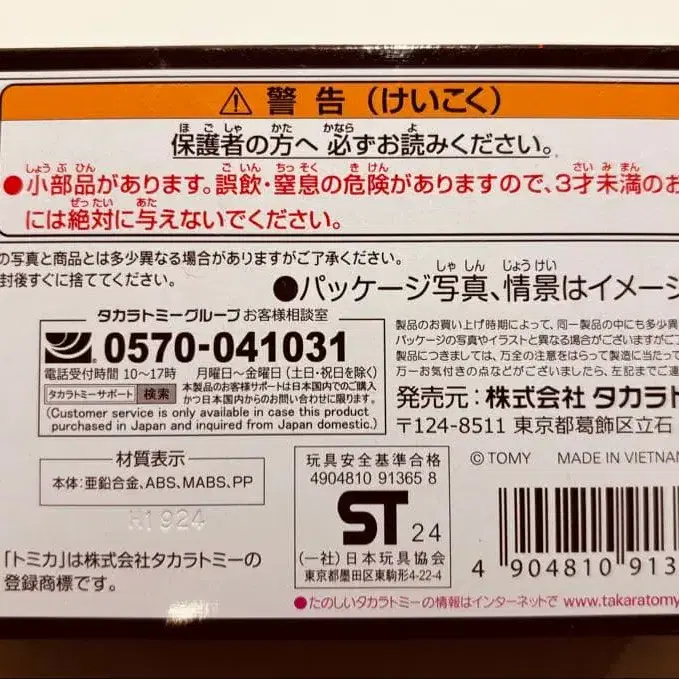 ⚠ 警告（けいこく）
保護者の方へ 必ずお読みください。
●小部品があります。誤飲・窒息の危険がありますので、3才未満のお
には絶対に与えないでください。
の写真と商品とは多少異なる場合がありますがご了承ください。
封後すぐに捨ててください。
●パッケージ写真、情景はイメージ
タカラトミーグループ お客様相談室
0570-041031
電話受付時間 10〜17時 月曜日〜金曜日（土・日・祝日を除く）
タカラトミーサポート 検索
本製品のお客様サポートは日本国内でのご購入
かつ日本国内からのお問い合わせに限ります。
(Customer service is only available in case this product
purchased in Japan and inquired from Japan domestic.)
製品のお買い上げ時期によって、同一製品の中にも多少異
パッケージの写真やイラストと異なる場合がございますがご
製品につきましては、万全の注意をはらって製造に当たって
万一お気付きの点などがございましたら、左記までご連
発売元：株式会社 タカラト
〒124-8511 東京都葛飾区立石
材質表示
本体：亜鉛合金、ABS、MABS、PP
H1924
「トミカ」は株式会社タカラトミーの
登録商標です。
玩具安全基準合格
4904810 91365 8
ST 24
（一社）日本玩具協会
東京都墨田区東駒形4-22-4
© TOMY MADE IN VIETNAM
4 904810 913
●たのしいタカラトミーの情報はインターネットで www.takaratomy